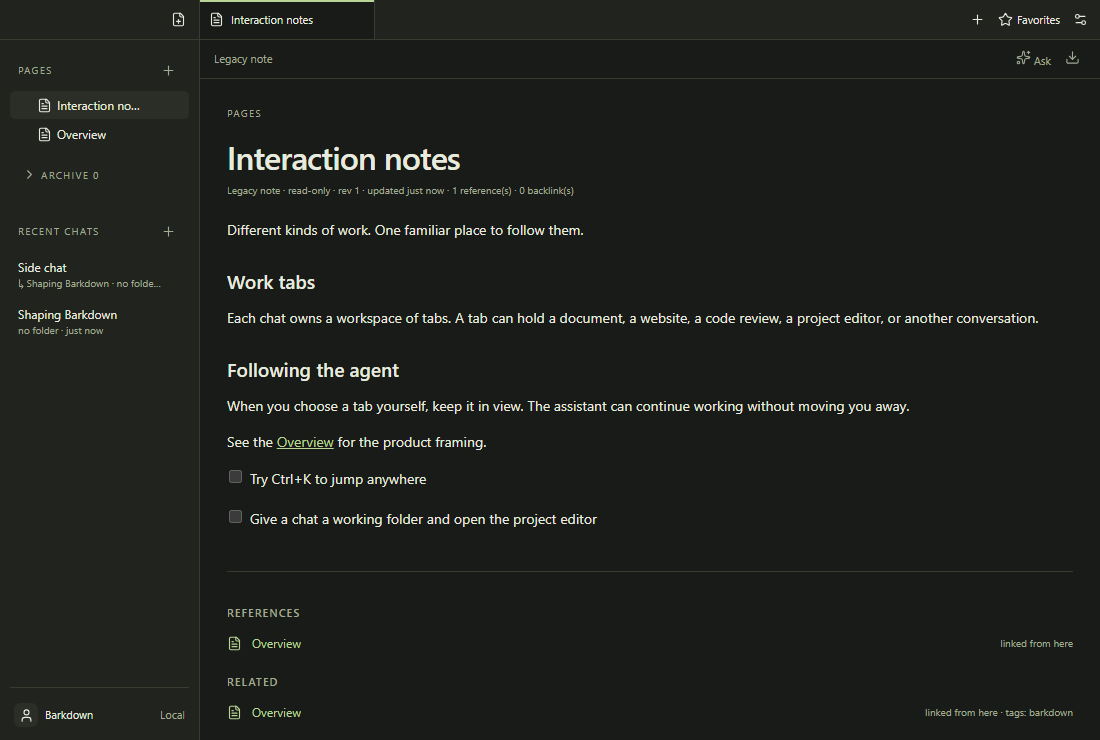 Interaction notes
Favorites
Legacy note
Ask
PAGES
Interaction no...
Overview
ARCHIVE 0
RECENT CHATS
Side chat
↳ Shaping Barkdown · no folde...
Shaping Barkdown
no folder · just now
Barkdown
Local
PAGES
Interaction notes
Legacy note · read-only · rev 1 · updated just now · 1 reference(s) · 0 backlink(s)
Different kinds of work. One familiar place to follow them.
Work tabs
Each chat owns a workspace of tabs. A tab can hold a document, a website, a code review, a project editor, or another conversation.
Following the agent
When you choose a tab yourself, keep it in view. The assistant can continue working without moving you away.
See the Overview for the product framing.
Try Ctrl+K to jump anywhere
Give a chat a working folder and open the project editor
REFERENCES
Overview
linked from here
RELATED
Overview
linked from here · tags: barkdown